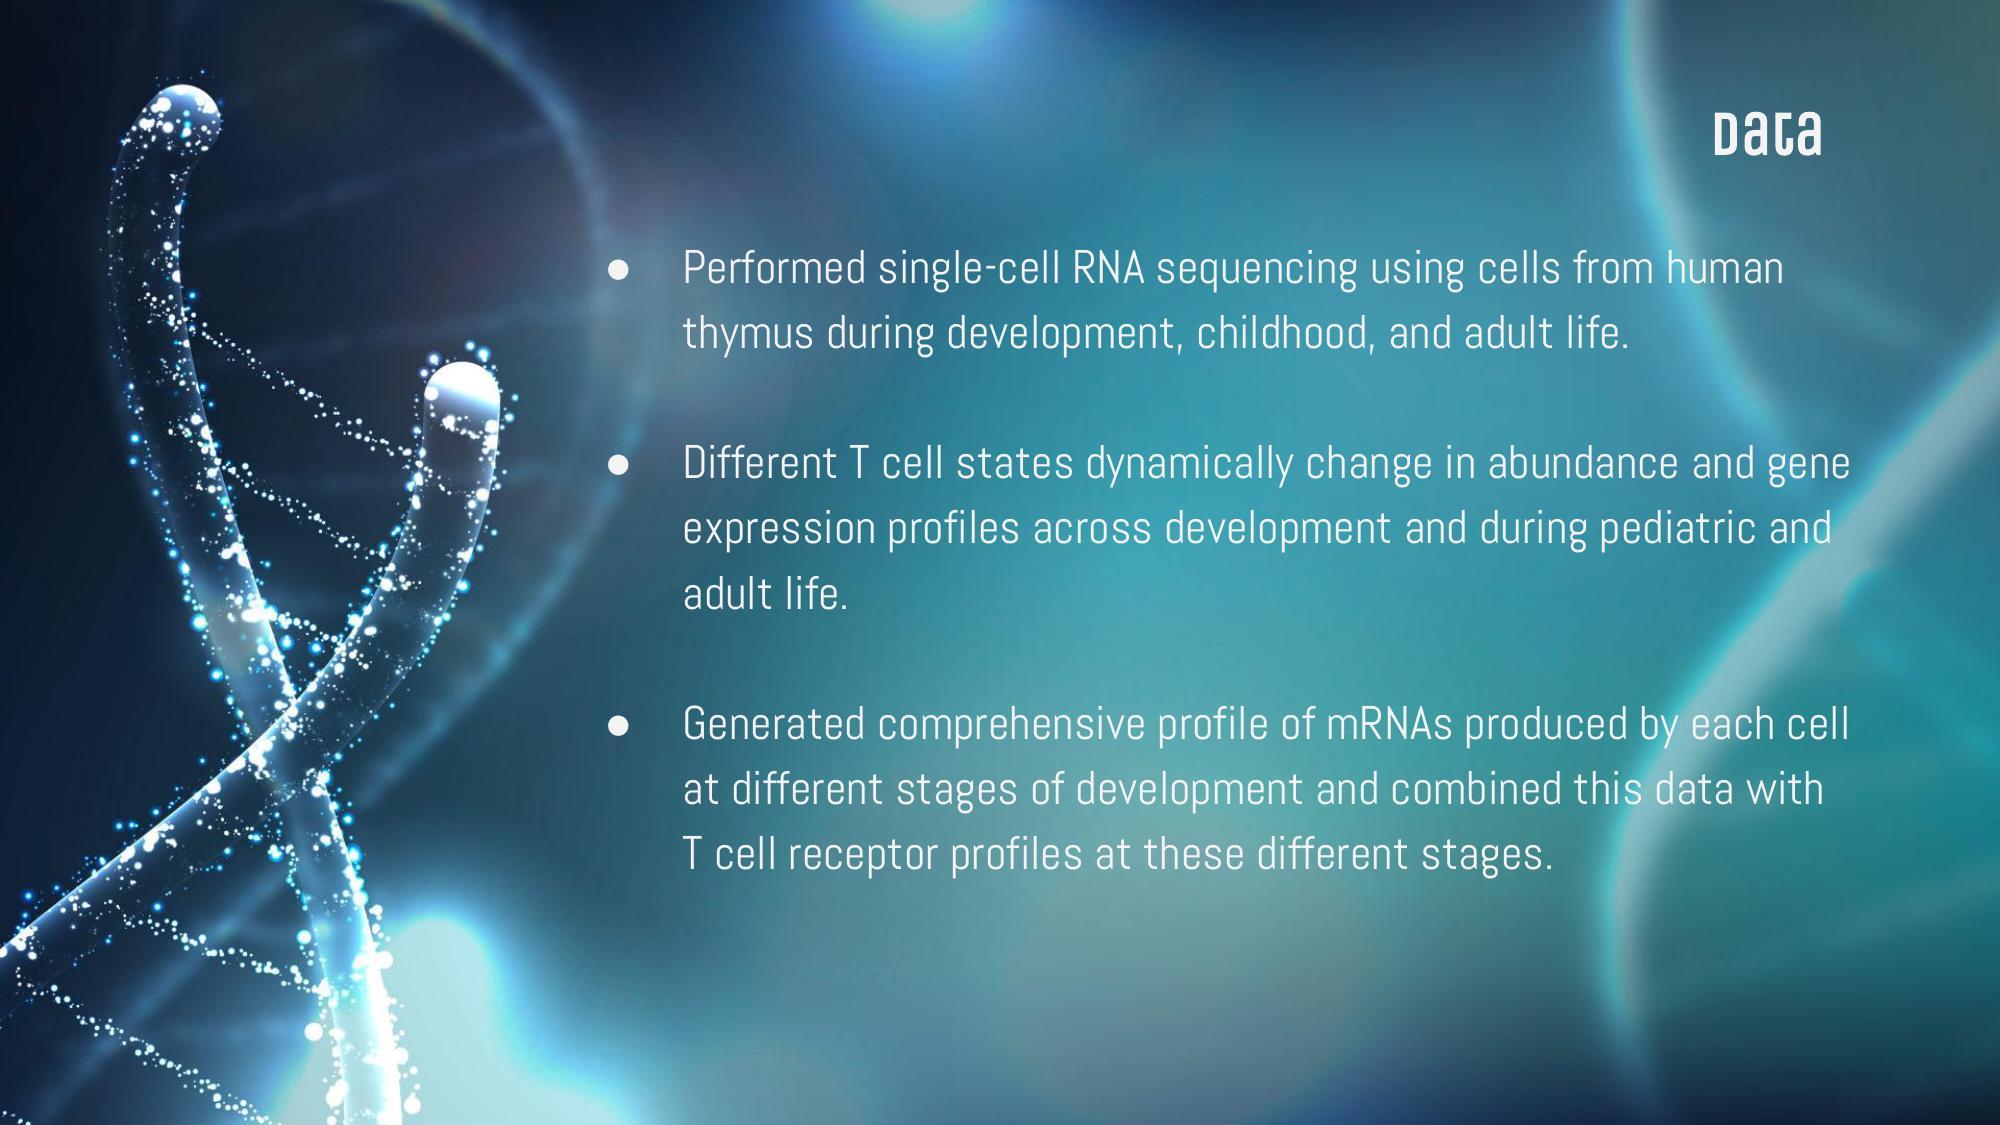 Data
● Performed single-cell RNA sequencing using cells from human
thymus during development, childhood, and adult life.
● Different T cell states dynamically change in abundance and gene
expression profiles across development and during pediatric and
adult life.
● Generated comprehensive profile of mRNAs produced by each cell
at different stages of development and combined this data with
T cell receptor profiles at these different stages.